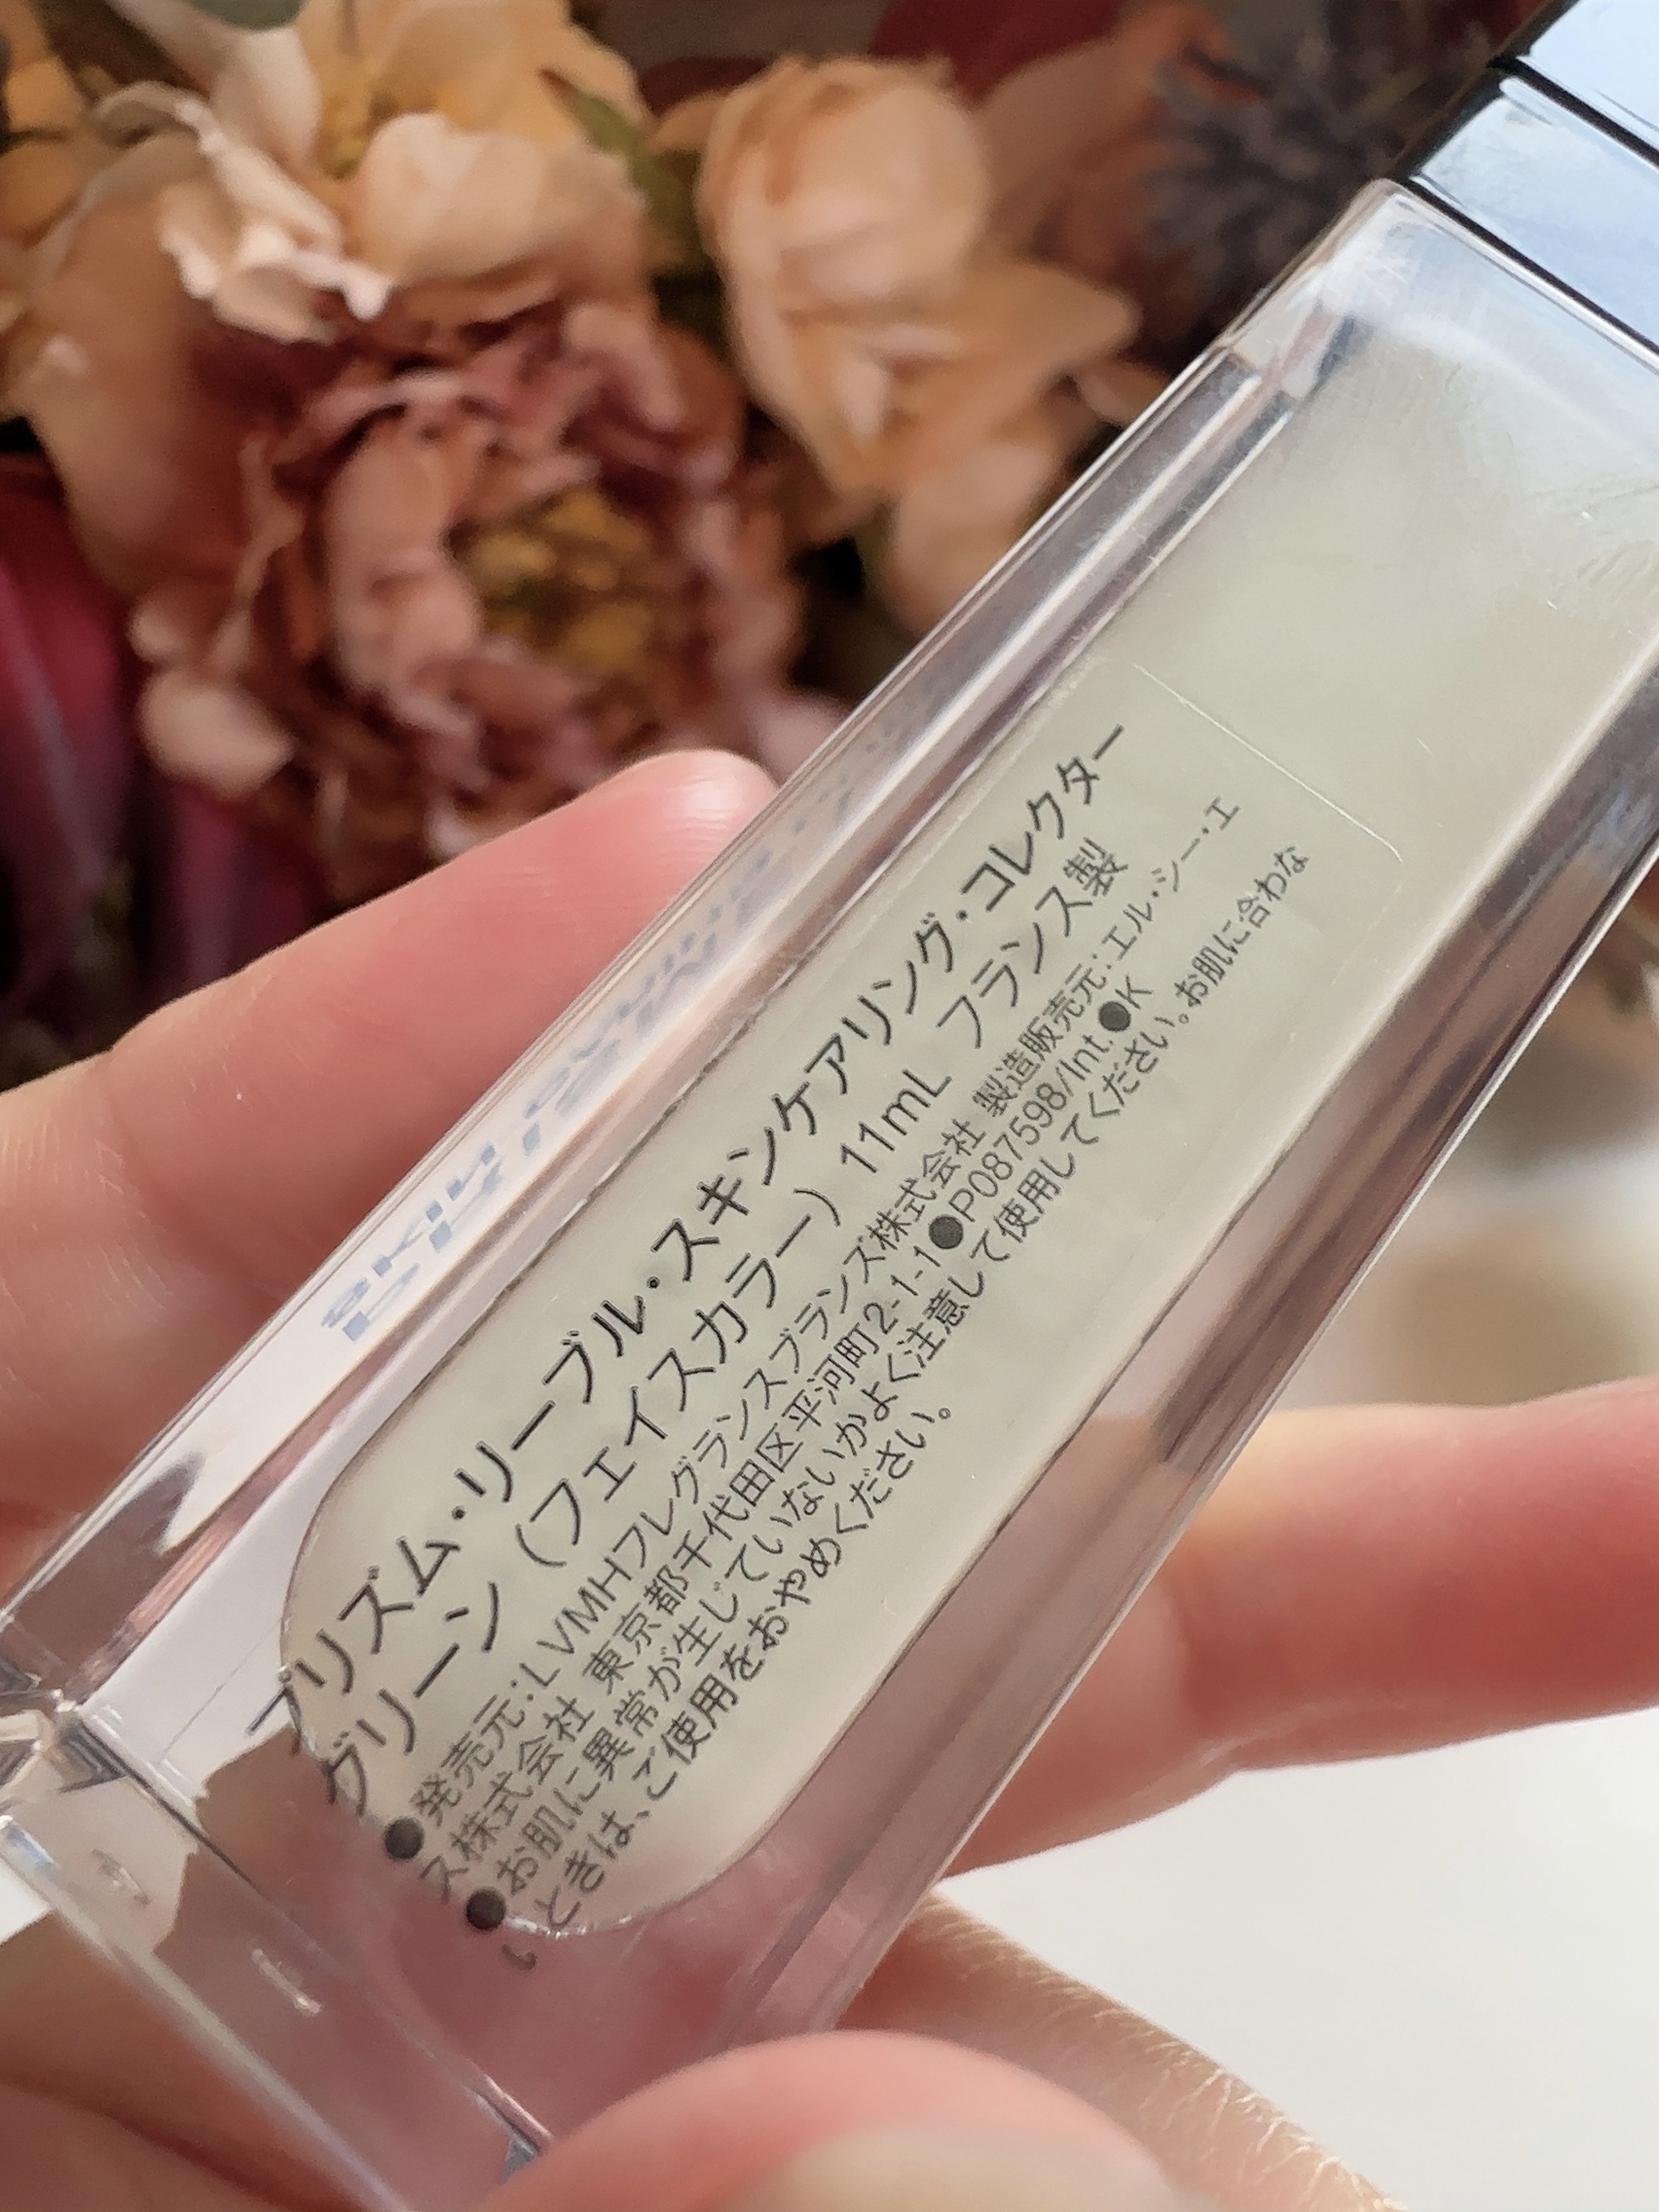 プリズム・リーブル・スキンケアリング・コレクター
グリーン（フェイスカラー）11mL フランス製
●発売元:LVMHフレグランスブランズ株式会社 製造販売元:エル・シー・エ
ス株式会社 東京都千代田区平河町2-1-1●P087598/Int.●K
●お肌に異常が生じていないかよく注意して使用してください。お肌に合わな
いときは、ご使用をおやめください。